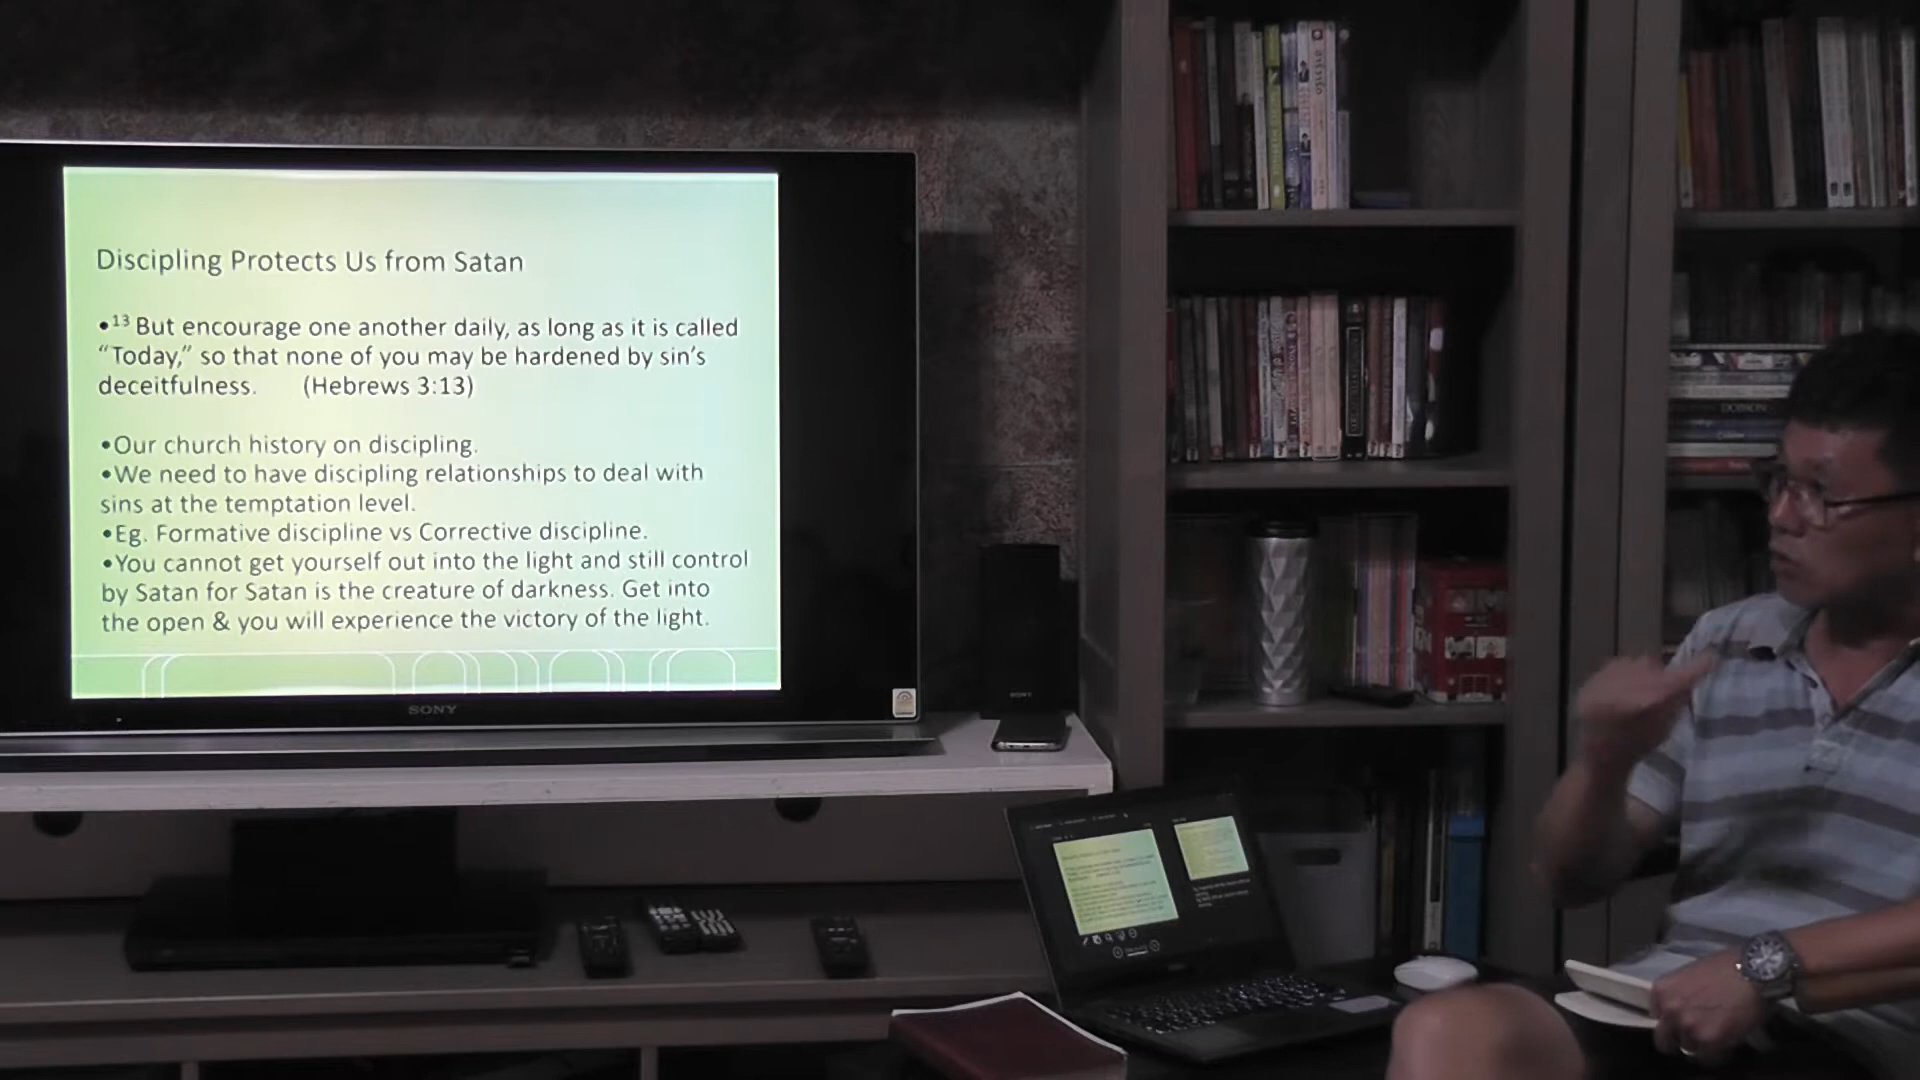 Discipling Protects Us from Satan
•13 But encourage one another daily, as long as it is called
“Today,” so that none of you may be hardened by sin’s
deceitfulness. (Hebrews 3:13)
•Our church history on discipling.
•We need to have discipling relationships to deal with
sins at the temptation level.
•Eg. Formative discipline vs Corrective discipline.
•You cannot get yourself out into the light and still control
by Satan for Satan is the creature of darkness. Get into
the open & you will experience the victory of the light.
SONY
SONY